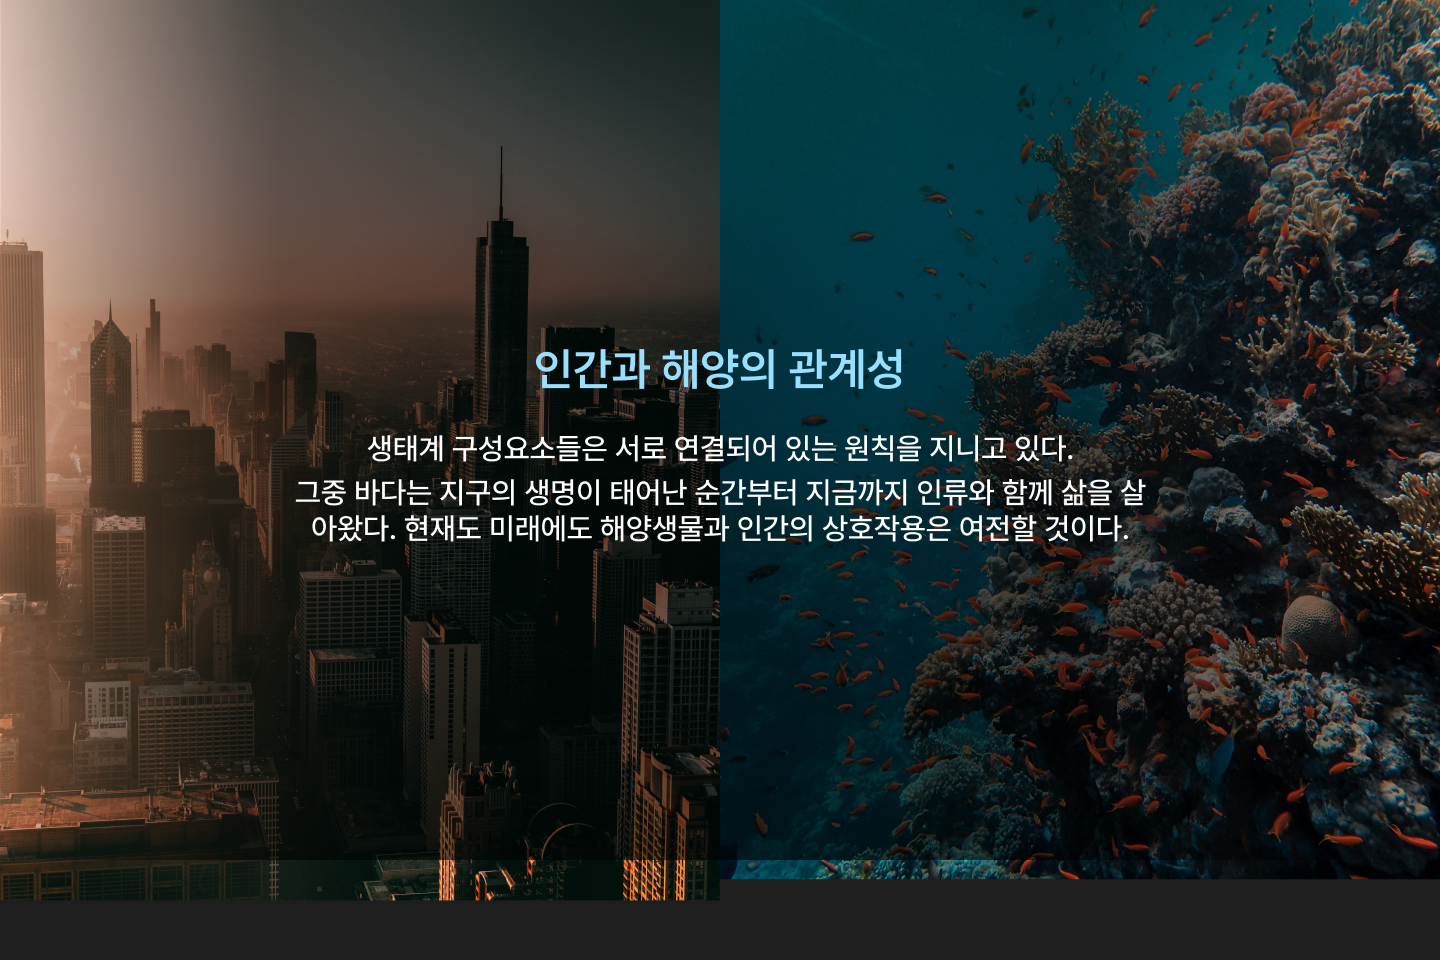 인간과 해양의 관계성
생태계 구성요소들은 서로 연결되어 있는 원칙을 지니고 있다.
그중 바다는 지구의 생명이 태어난 순간부터 지금까지 인류와 함께 삶을 살
아왔다. 현재도 미래에도 해양생물과 인간의 상호작용은 여전할 것이다.